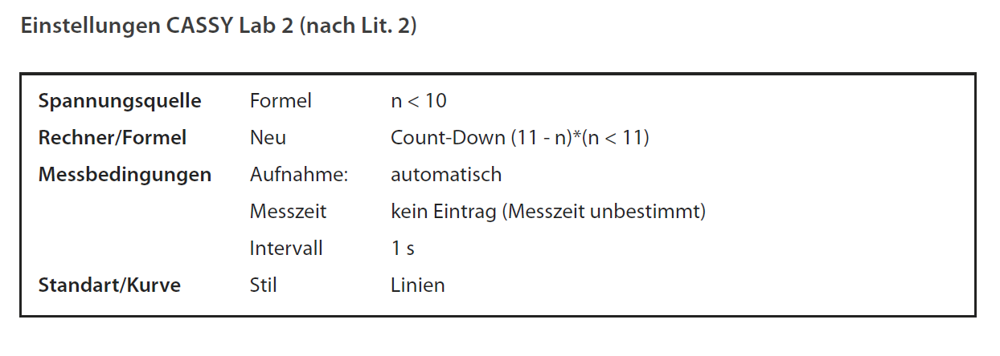 Einstellungen CASSY Lab 2 (nach Lit. 2)
Spannungsquelle Formel n < 10
Rechner/Formel Neu Count-Down (11 - n)*(n < 11)
Messbedingungen Aufnahme: automatisch
Messzeit kein Eintrag (Messzeit unbestimmt)
Intervall 1 s
Standart/Kurve Stil Linien